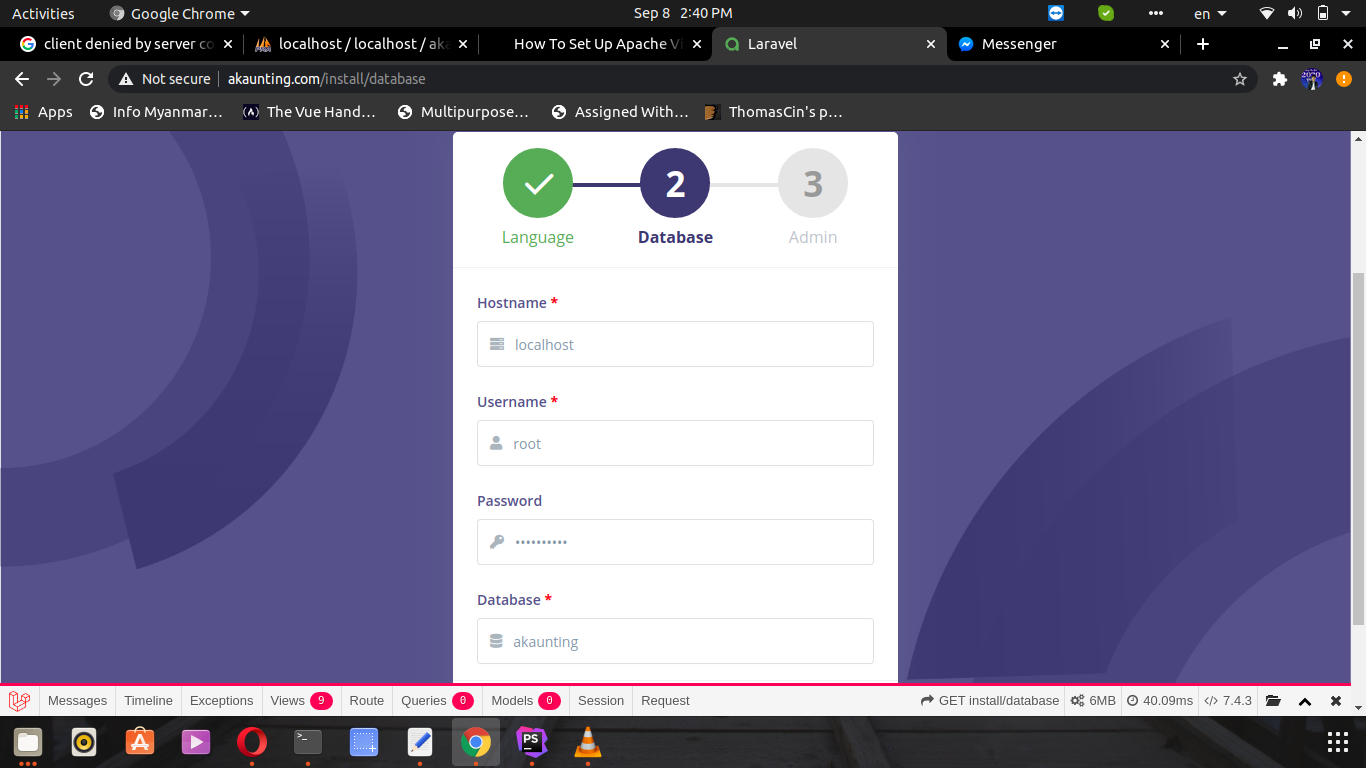 Activities Google Chrome Sep 8 2:40 PM en
client denied by server co localhost / localhost / aka How To Set Up Apache Vi Laravel Messenger
Not secure akaunting.com/install/database
Apps Info Myanmar… The Vue Hand… Multipurpose… Assigned With… ThomasCin's p…
2 3
Language Database Admin
Hostname *
localhost
Username *
root
Password
••••••••••
Database *
akaunting
Messages Timeline Exceptions Views 9 Route Queries 0 Models 0 Session Request GET install/database 6MB 40.09ms 7.4.3
>_ PS